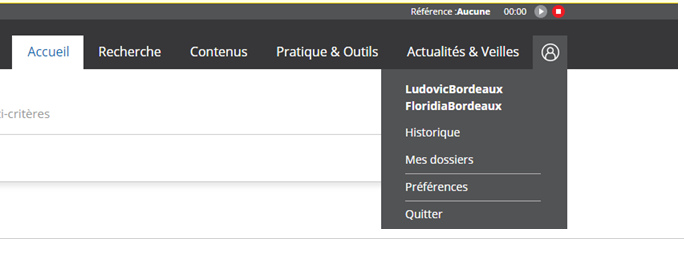 Référence :Aucune 00:00
Accueil Recherche Contenus Pratique & Outils Actualités & Veilles
LudovicBordeaux
FloridiaBordeaux
i-critères
Historique
Mes dossiers
Préférences
Quitter